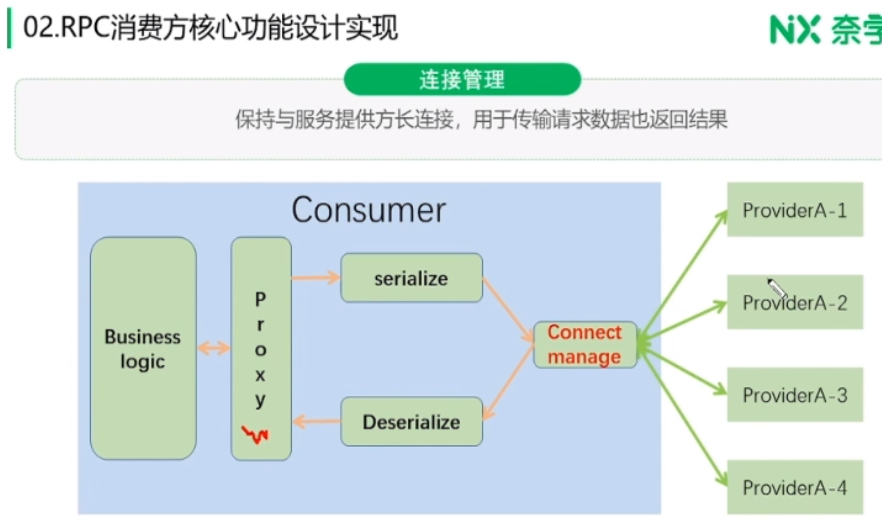 02.RPC消费方核心功能设计实现
NX 奈学
连接管理
保持与服务提供方长连接，用于传输请求数据也返回结果
Consumer
Business
logic
P
r
o
x
y
serialize
Deserialize
Connect
manage
ProviderA-1
ProviderA-2
ProviderA-3
ProviderA-4